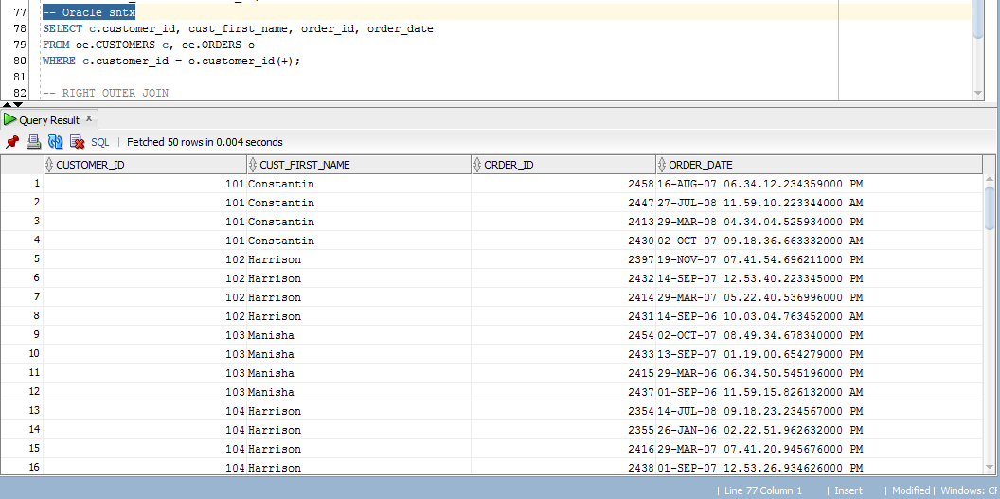 77 -- Oracle sntx
78 SELECT c.customer_id, cust_first_name, order_id, order_date
79 FROM oe.CUSTOMERS c, oe.ORDERS o
80 WHERE c.customer_id = o.customer_id(+);
81
82 -- RIGHT OUTER JOIN
Query Result x
SQL | Fetched 50 rows in 0.004 seconds
CUSTOMER_ID CUST_FIRST_NAME ORDER_ID ORDER_DATE
1 101 Constantin 2458 16-AUG-07 06.34.12.234359000 PM
2 101 Constantin 2447 27-JUL-08 11.59.10.223344000 AM
3 101 Constantin 2413 29-MAR-08 04.34.04.525934000 PM
4 101 Constantin 2430 02-OCT-07 09.18.36.663332000 AM
5 102 Harrison 2397 19-NOV-07 07.41.54.696211000 PM
6 102 Harrison 2432 14-SEP-07 12.53.40.223345000 PM
7 102 Harrison 2414 29-MAR-07 05.22.40.536996000 PM
8 102 Harrison 2431 14-SEP-06 10.03.04.763452000 AM
9 103 Manisha 2454 02-OCT-07 08.49.34.678340000 PM
10 103 Manisha 2433 13-SEP-07 01.19.00.654279000 PM
11 103 Manisha 2415 29-MAR-06 06.34.50.545196000 PM
12 103 Manisha 2437 01-SEP-06 11.59.15.826132000 AM
13 104 Harrison 2354 14-JUL-08 09.18.23.234567000 PM
14 104 Harrison 2355 26-JAN-06 02.22.51.962632000 PM
15 104 Harrison 2416 29-MAR-07 07.41.20.945676000 PM
16 104 Harrison 2438 01-SEP-07 12.53.26.934626000 PM
| Line 77 Column 1 | Insert | Modified | Windows: